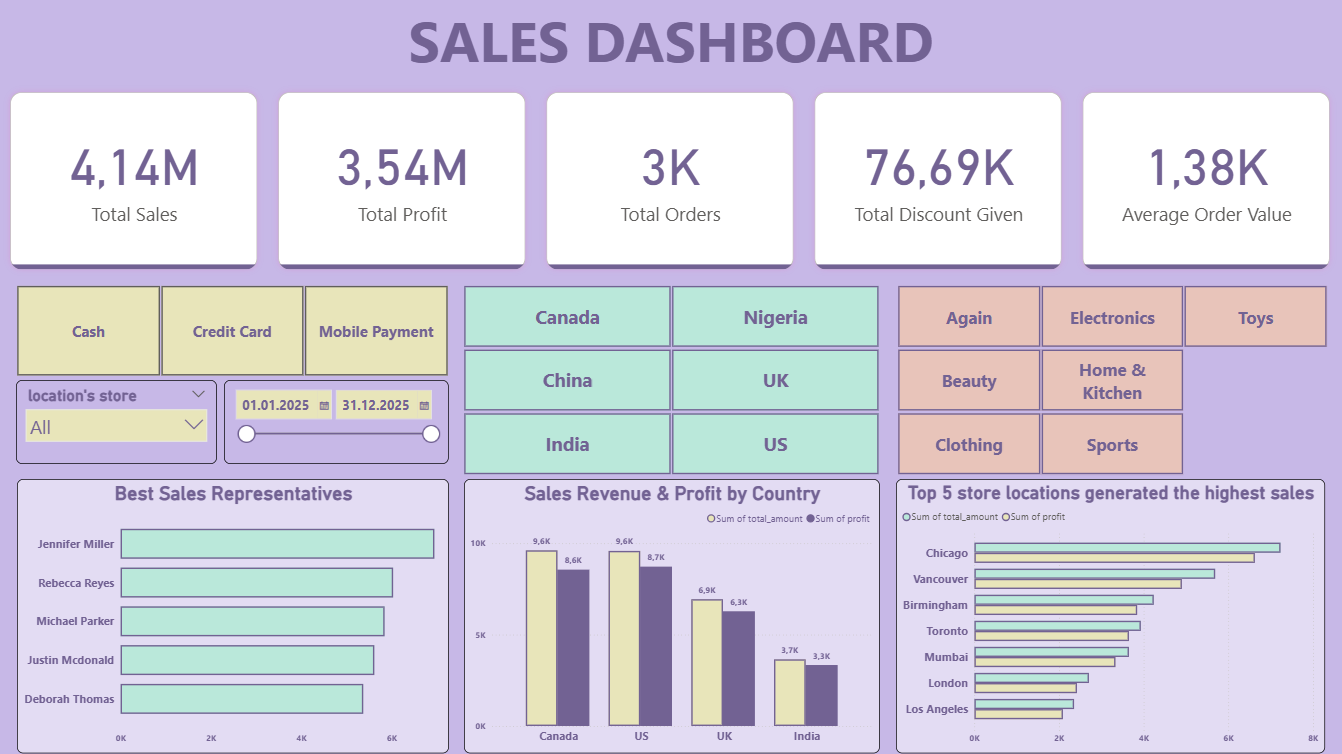 SALES DASHBOARD
4,14M
Total Sales
3,54M
Total Profit
3K
Total Orders
76,69K
Total Discount Given
1,38K
Average Order Value
Cash
Credit Card
Mobile Payment
location's store
All
01.01.2025
31.12.2025
Canada
Nigeria
China
UK
India
US
Again
Electronics
Toys
Beauty
Home &
Kitchen
Clothing
Sports
Best Sales Representatives
Jennifer Miller
Rebecca Reyes
Michael Parker
Justin Mcdonald
Deborah Thomas
0K 2K 4K 6K
Sales Revenue & Profit by Country
Sum of total_amount Sum of profit
10K
5K
0K
9,6K
8,6K
9,6K
8,7K
6,9K
6,3K
3,7K
3,3K
Canada US UK India
Top 5 store locations generated the highest sales
Sum of total_amount Sum of profit
Chicago
Vancouver
Birmingham
Toronto
Mumbai
London
Los Angeles
0K 2K 4K 6K 8K